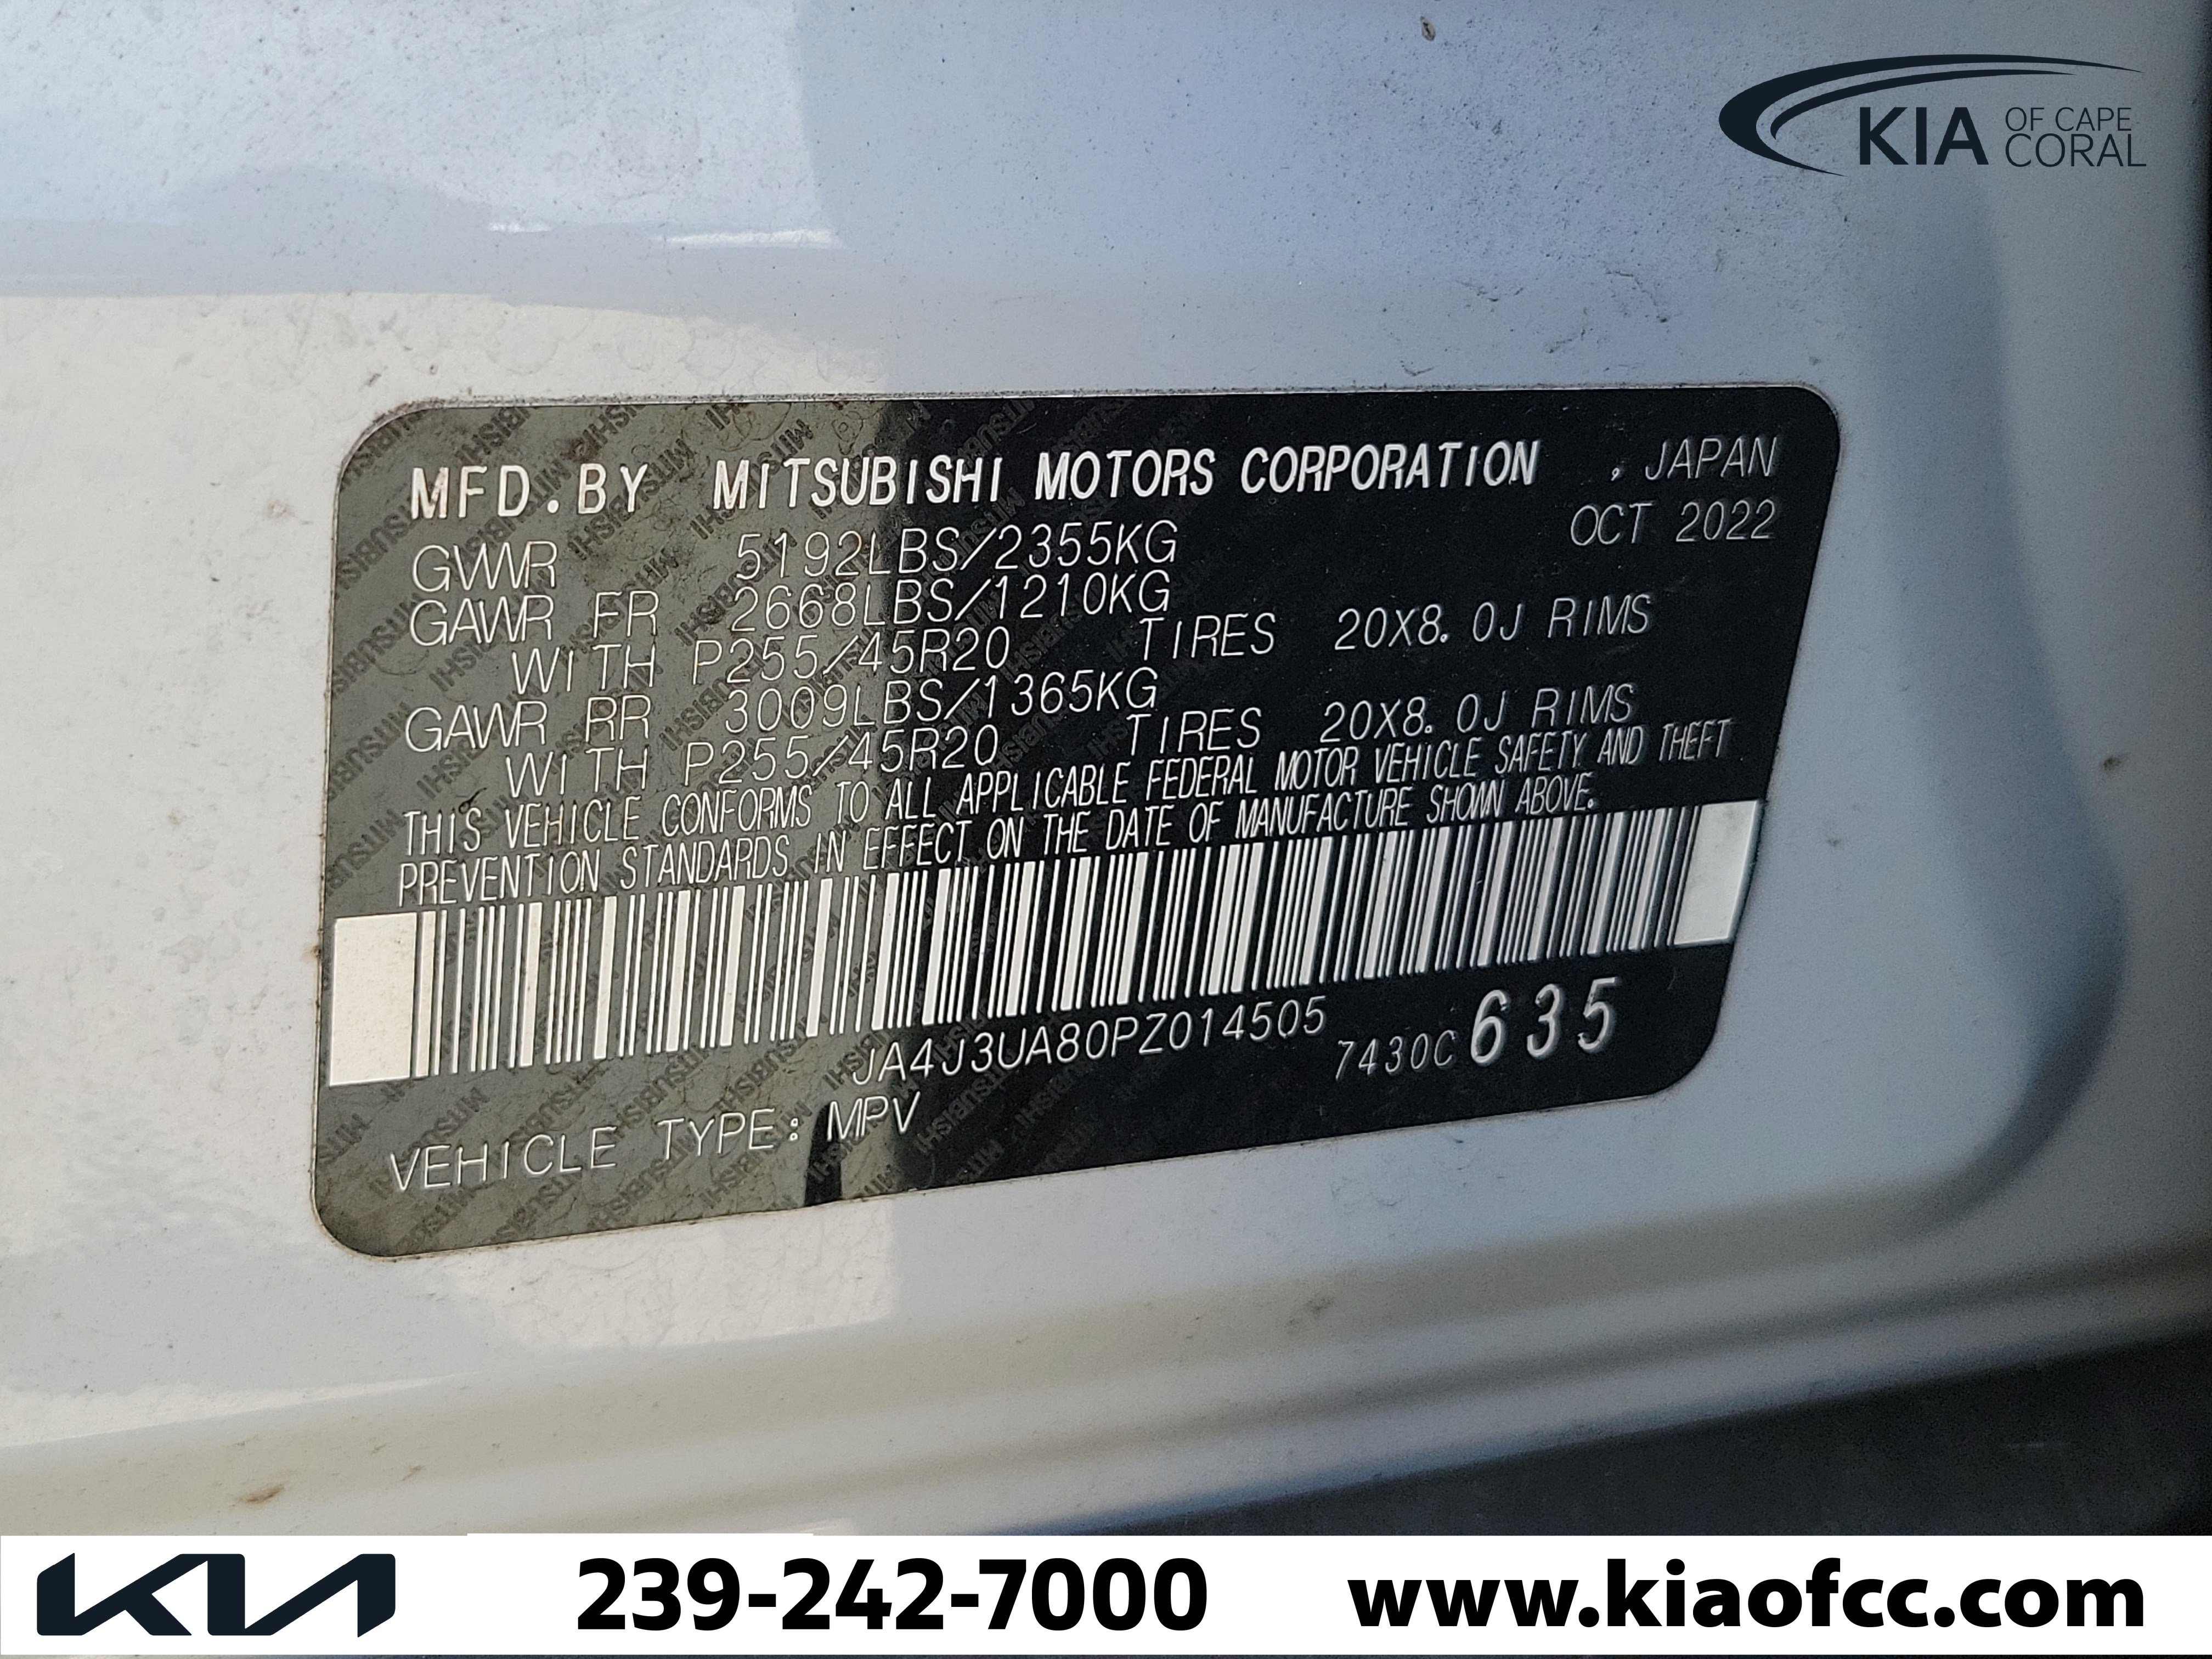 KIA OF CAPE CORAL
MFD.BY MITSUBISHI MOTORS CORPORATION , JAPAN
GVWR 5192LBS/2355KG OCT 2022
GAWR FR 2668LBS/1210KG
WITH P255/45R20 TIRES 20X8.0J RIMS
GAWR RR 3009LBS/1365KG
WITH P255/45R20 TIRES 20X8.0J RIMS
THIS VEHICLE CONFORMS TO ALL APPLICABLE FEDERAL MOTOR VEHICLE SAFETY AND THEFT
PREVENTION STANDARDS IN EFFECT ON THE DATE OF MANUFACTURE SHOWN ABOVE.
JA4J3UA80PZ014505 7430C635
VEHICLE TYPE: MPV
KIA 239-242-7000 www.kiaofcc.com